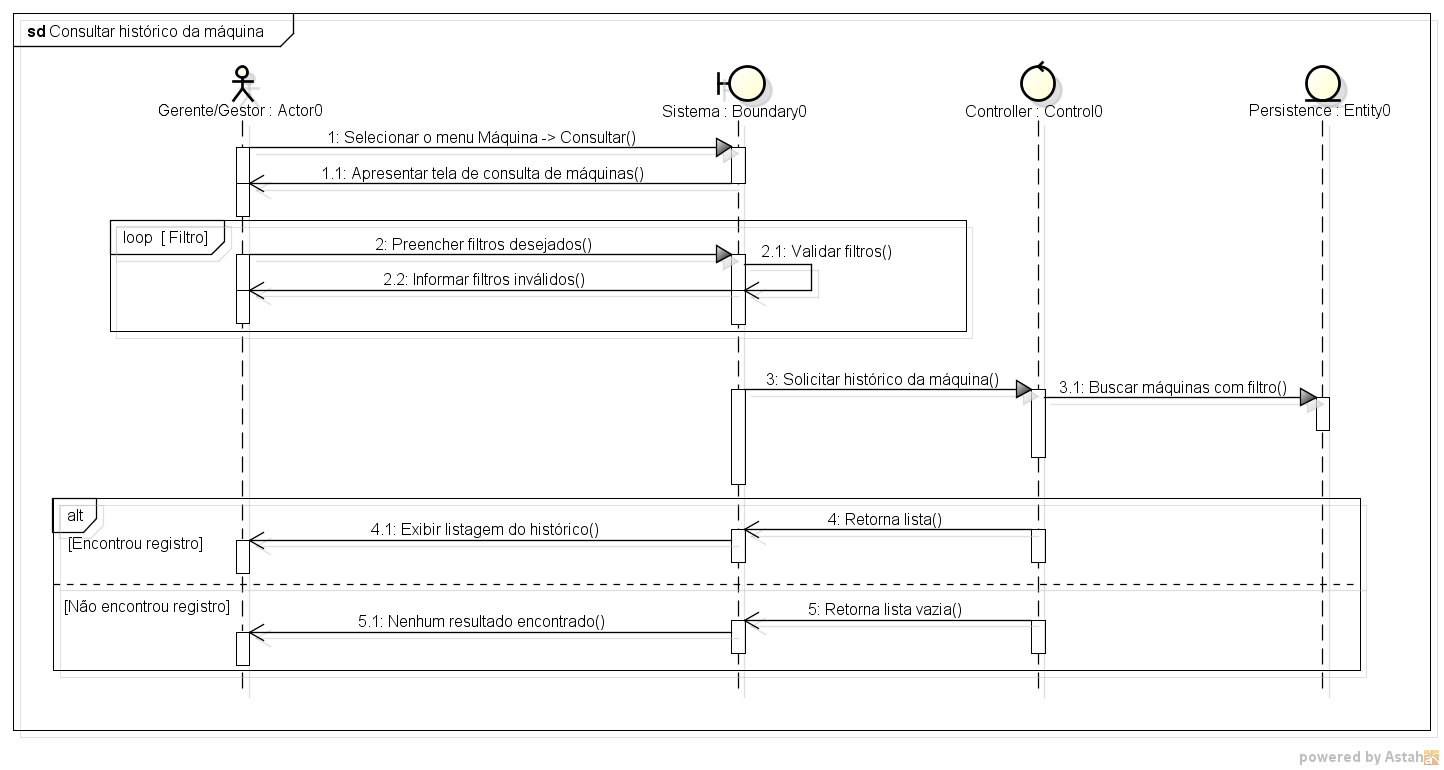 sd Consultar histórico da máquina
Gerente/Gestor : Actor0
Sistema : Boundary0
Controller : Control0
Persistence : Entity0
1: Selecionar o menu Máquina -> Consultar()
1.1: Apresentar tela de consulta de máquinas()
loop [ Filtro]
2: Preencher filtros desejados()
2.1: Validar filtros()
2.2: Informar filtros inválidos()
3: Solicitar histórico da máquina()
3.1: Buscar máquinas com filtro()
alt
[Encontrou registro]
4: Retorna lista()
4.1: Exibir listagem do histórico()
[Não encontrou registro]
5: Retorna lista vazia()
5.1: Nenhum resultado encontrado()
powered by Astah